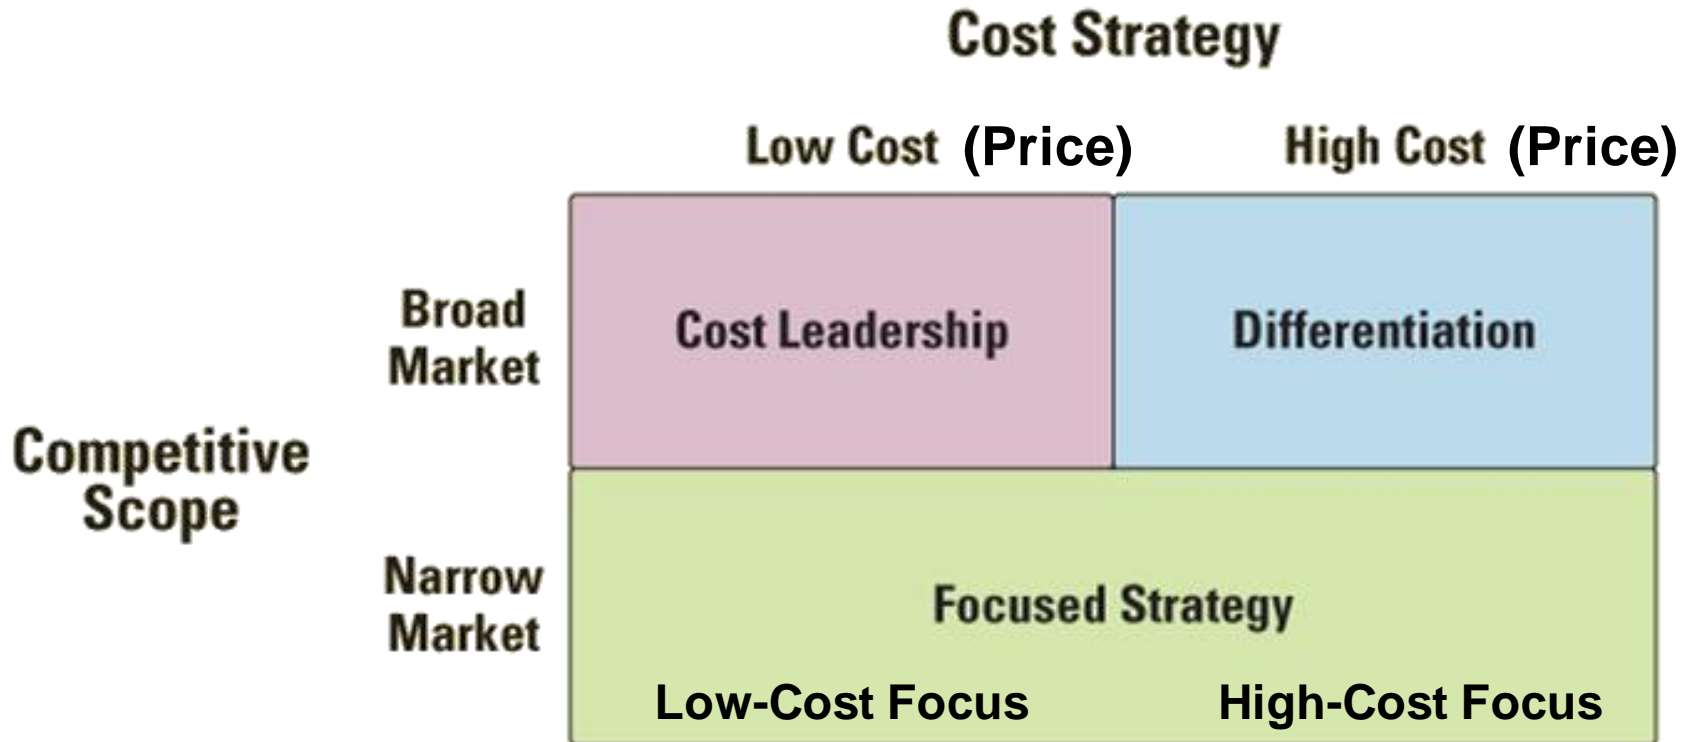 Cost Strategy
Low Cost (Price) High Cost (Price)
Broad
Market
Cost Leadership
Differentiation
Competitive
Scope
Narrow
Market
Focused Strategy
Low-Cost Focus
High-Cost Focus